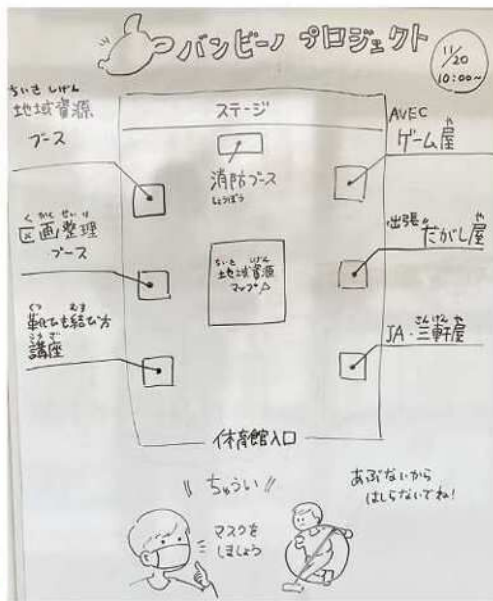 バンビーノ プロジェクト
11/20
10:00〜
ちいき しげん
地域資源
ブース
ステージ
AVEC
や
ゲーム屋
消防ブース
しょうぼう
くかくせいり
区画整理
ブース
ちいき しげん
地域資源
マップ
出張
や
だがし屋
くつ むす
靴ひも結び方
こうざ
講座
さんげんや
JA・三軒屋
体育館入口
ちゅうい
マスクを
しましょう
あぶないから
はしらないでね!